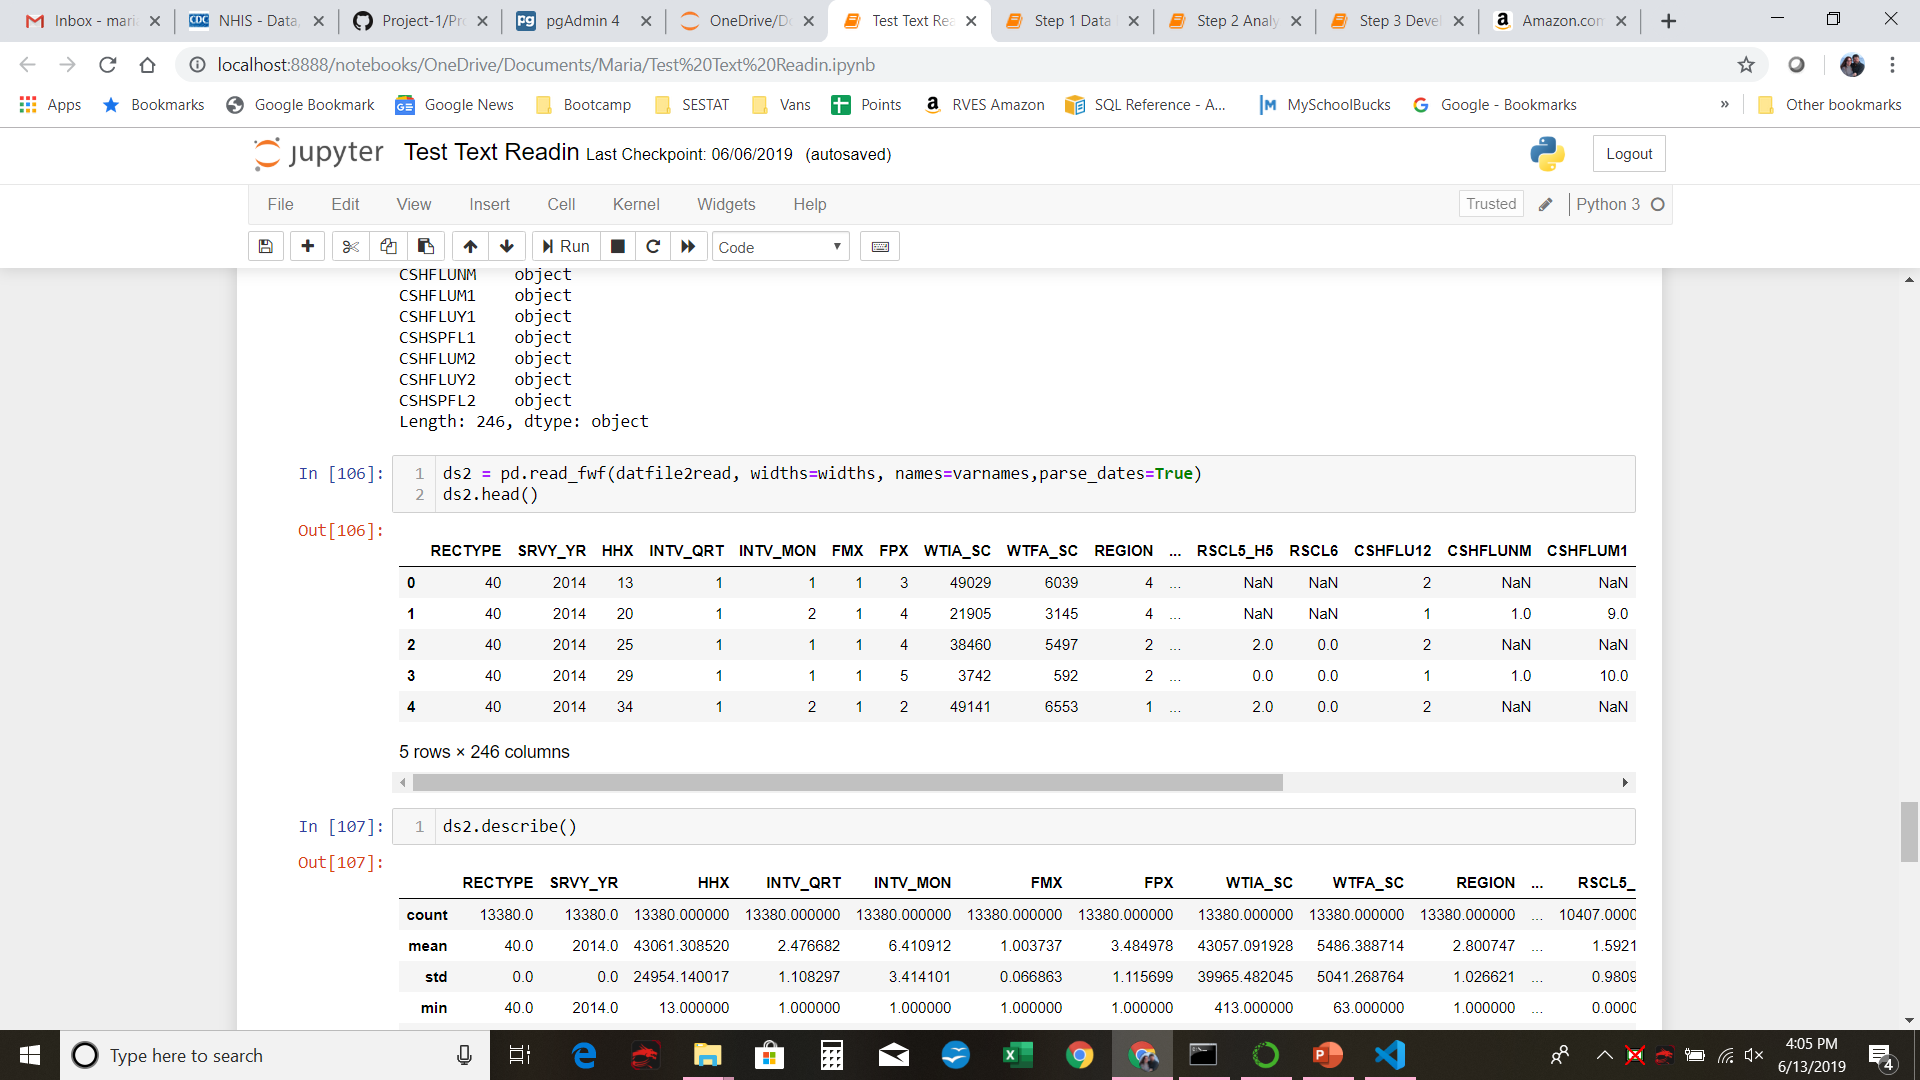 Inbox - mari
NHIS - Data,
Project-1/Pro
pgAdmin 4
OneDrive/Do
Test Text Rea
Step 1 Data
Step 2 Analy
Step 3 Devel
Amazon.com
localhost:8888/notebooks/OneDrive/Documents/Maria/Test%20Text%20Readin.ipynb
Apps Bookmarks Google Bookmark Google News Bootcamp SESTAT Vans Points RVES Amazon SQL Reference - A... MySchoolBucks Google - Bookmarks » Other bookmarks
jupyter Test Text Readin Last Checkpoint: 06/06/2019 (autosaved) Logout
File Edit View Insert Cell Kernel Widgets Help Trusted Python 3
Run Code
CSHFLUNM object
CSHFLUM1 object
CSHFLUY1 object
CSHSPFL1 object
CSHFLUM2 object
CSHFLUY2 object
CSHSPFL2 object
Length: 246, dtype: object
In [106]: 1 ds2 = pd.read_fwf(datfile2read, widths=widths, names=varnames,parse_dates=True)
2 ds2.head()
Out[106]:
RECTYPE SRVY_YR HHX INTV_QRT INTV_MON FMX FPX WTIA_SC WTFA_SC REGION ... RSCL5_H5 RSCL6 CSHFLU12 CSHFLUNM CSHFLUM1
0 40 2014 13 1 1 1 3 49029 6039 4 ... NaN NaN 2 NaN NaN
1 40 2014 20 1 2 1 4 21905 3145 4 ... NaN NaN 1 1.0 9.0
2 40 2014 25 1 1 1 4 38460 5497 2 ... 2.0 0.0 2 NaN NaN
3 40 2014 29 1 1 1 5 3742 592 2 ... 0.0 0.0 1 1.0 10.0
4 40 2014 34 1 2 1 2 49141 6553 1 ... 2.0 0.0 2 NaN NaN
5 rows × 246 columns
In [107]: 1 ds2.describe()
Out[107]:
RECTYPE SRVY_YR HHX INTV_QRT INTV_MON FMX FPX WTIA_SC WTFA_SC REGION ... RSCL5_
count 13380.0 13380.0 13380.000000 13380.000000 13380.000000 13380.000000 13380.000000 13380.000000 13380.000000 13380.000000 ... 10407.0000
mean 40.0 2014.0 43061.308520 2.476682 6.410912 1.003737 3.484978 43057.091928 5486.388714 2.800747 ... 1.5921
std 0.0 0.0 24954.140017 1.108297 3.414101 0.066863 1.115699 39965.482045 5041.268764 1.026621 ... 0.9809
min 40.0 2014.0 13.000000 1.000000 1.000000 1.000000 1.000000 413.000000 63.000000 1.000000 ... 0.0000
Type here to search
4:05 PM
6/13/2019
4